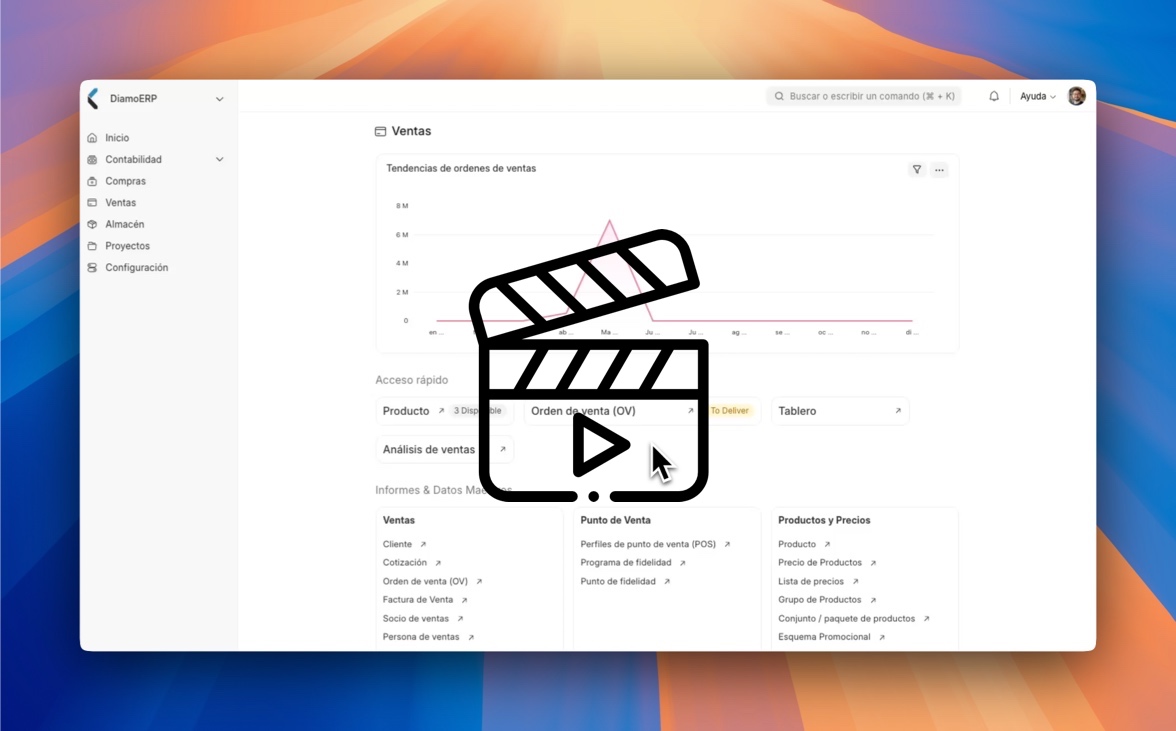 DiamoERP
Buscar o escribir un comando (⌘ + K)
Ayuda
Inicio
Contabilidad
Compras
Ventas
Almacén
Proyectos
Configuración
Ventas
Tendencias de ordenes de ventas
8 M
6 M
4 M
2 M
0
en ... ab ... Ma ... Ju ... Ju ... ag ... se ... oc ... no ... di ...
Acceso rápido
Producto 3 Disponible Orden de venta (OV) To Deliver Tablero
Análisis de ventas
Informes & Datos Maestros
Ventas
Cliente
Cotización
Orden de venta (OV)
Factura de Venta
Socio de ventas
Persona de ventas
Punto de Venta
Perfiles de punto de venta (POS)
Programa de fidelidad
Punto de fidelidad
Productos y Precios
Producto
Precio de Productos
Lista de precios
Grupo de Productos
Conjunto / paquete de productos
Esquema Promocional